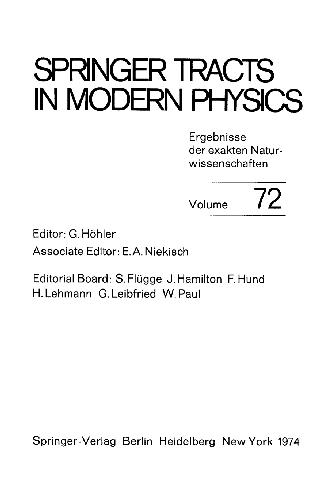 SPRINGER TRACTS
IN MODERN PHYSICS
Ergebnisse
der exakten Natur-
wissenschaften
Volume 72
Editor: G. Höhler
Associate Editor: E.A. Niekisch
Editorial Board: S. Flügge J. Hamilton F. Hund
H. Lehmann G. Leibfried W. Paul
Springer-Verlag Berlin Heidelberg New York 1974